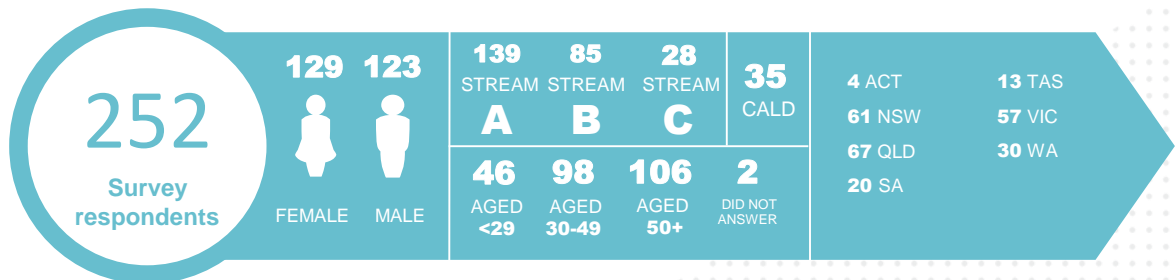 252
Survey
respondents
129 123
FEMALE MALE
139 85 28
STREAM STREAM STREAM
A B C
35
CALD
46 98 106 2
AGED AGED AGED DID NOT
<29 30-49 50+ ANSWER
4 ACT
61 NSW
67 QLD
20 SA
13 TAS
57 VIC
30 WA